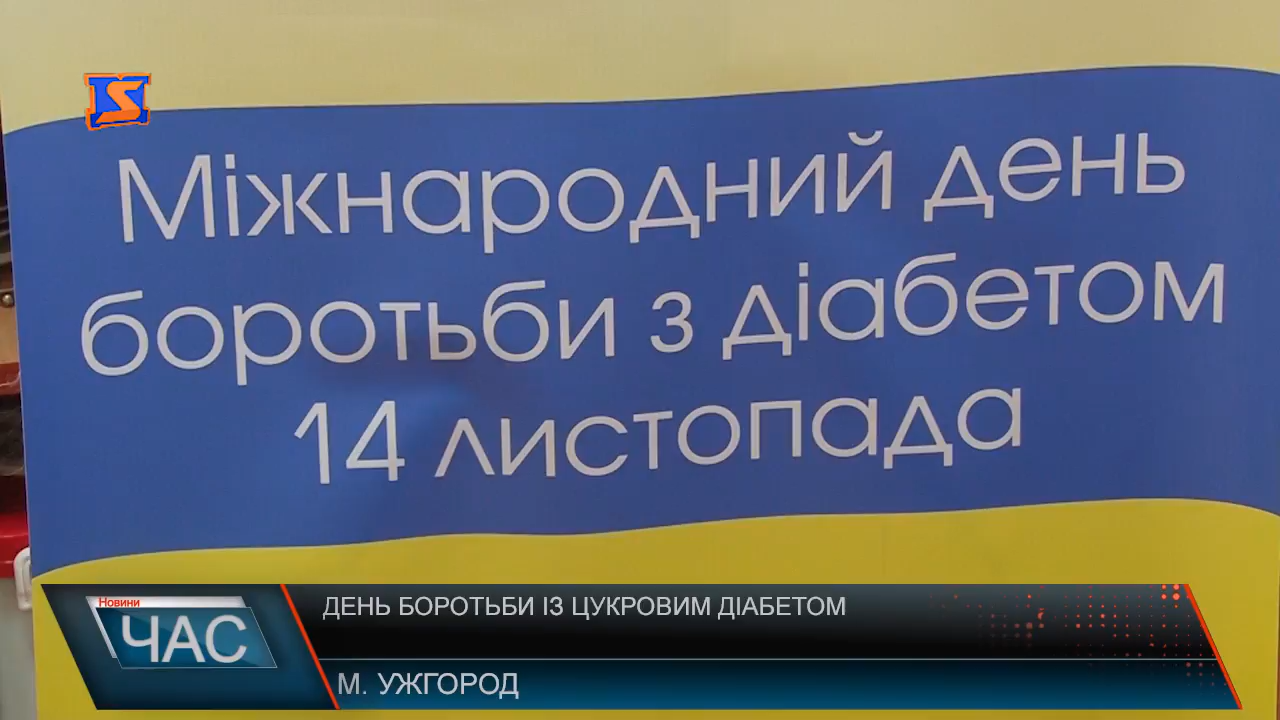 S
Міжнародний день
боротьби з діабетом
14 листопада
Новини
ЧАС
ДЕНЬ БОРОТЬБИ ІЗ ЦУКРОВИМ ДІАБЕТОМ
М. УЖГОРОД